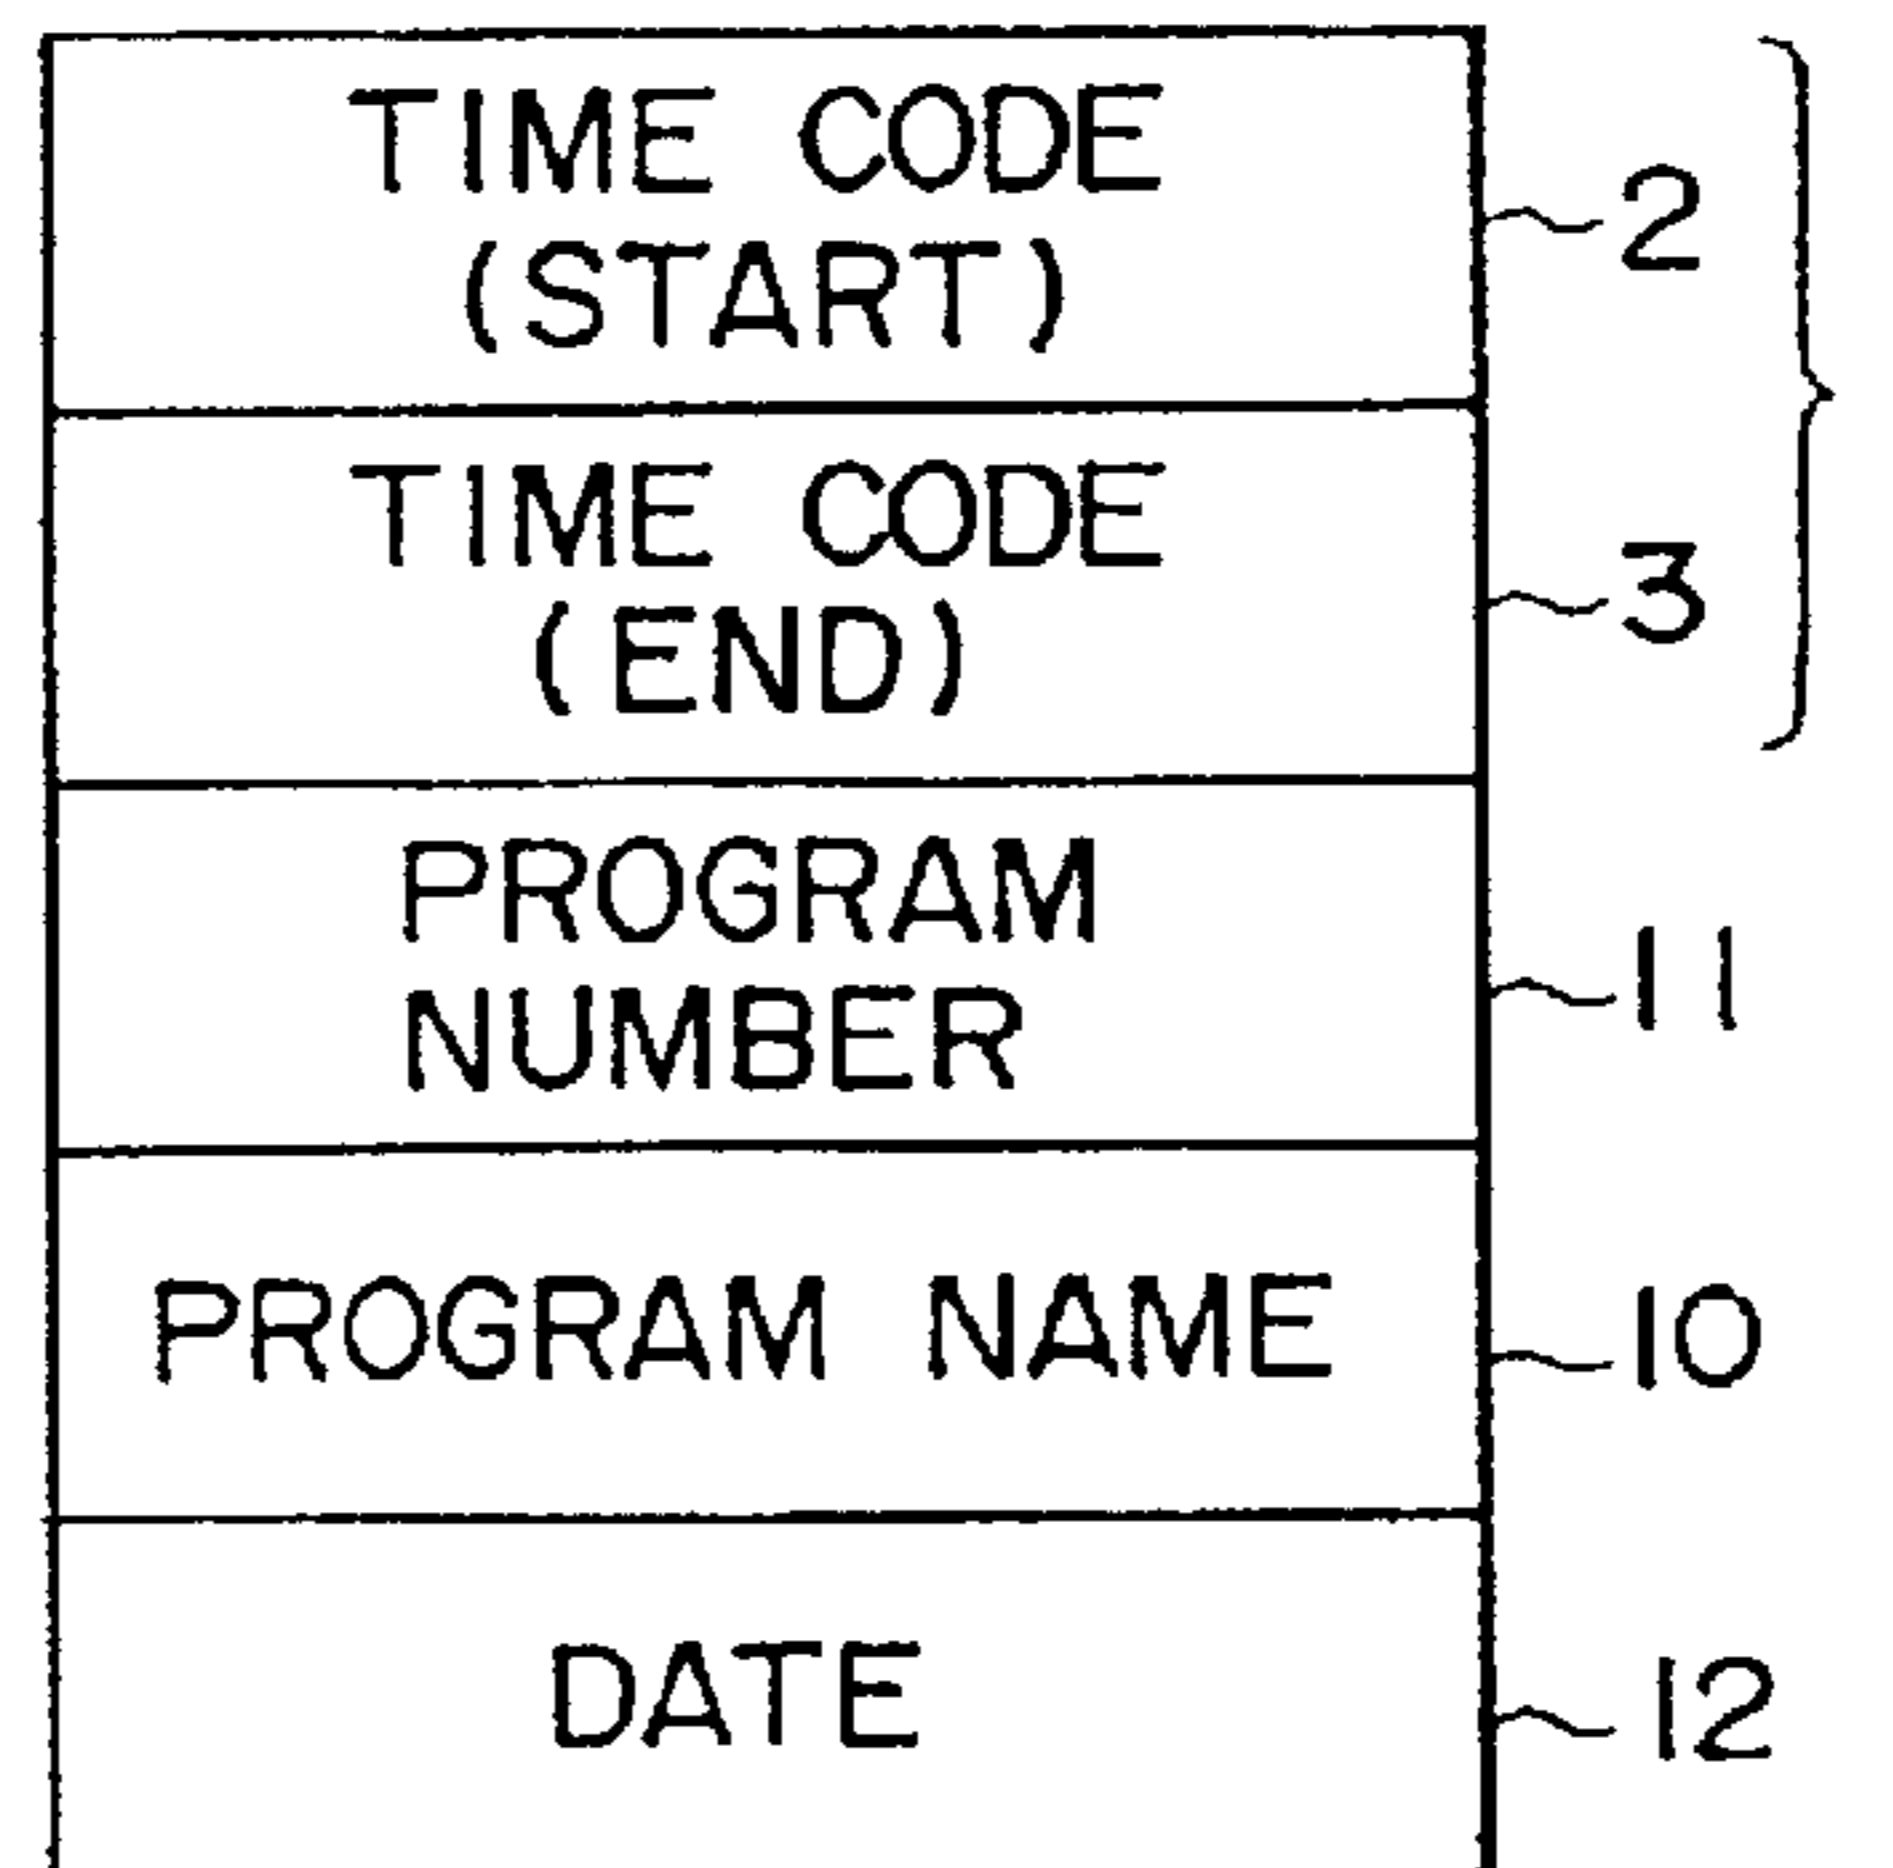 TIME CODE
(START)
2
TIME CODE
(END)
3
PROGRAM
NUMBER
11
PROGRAM NAME
10
DATE
12